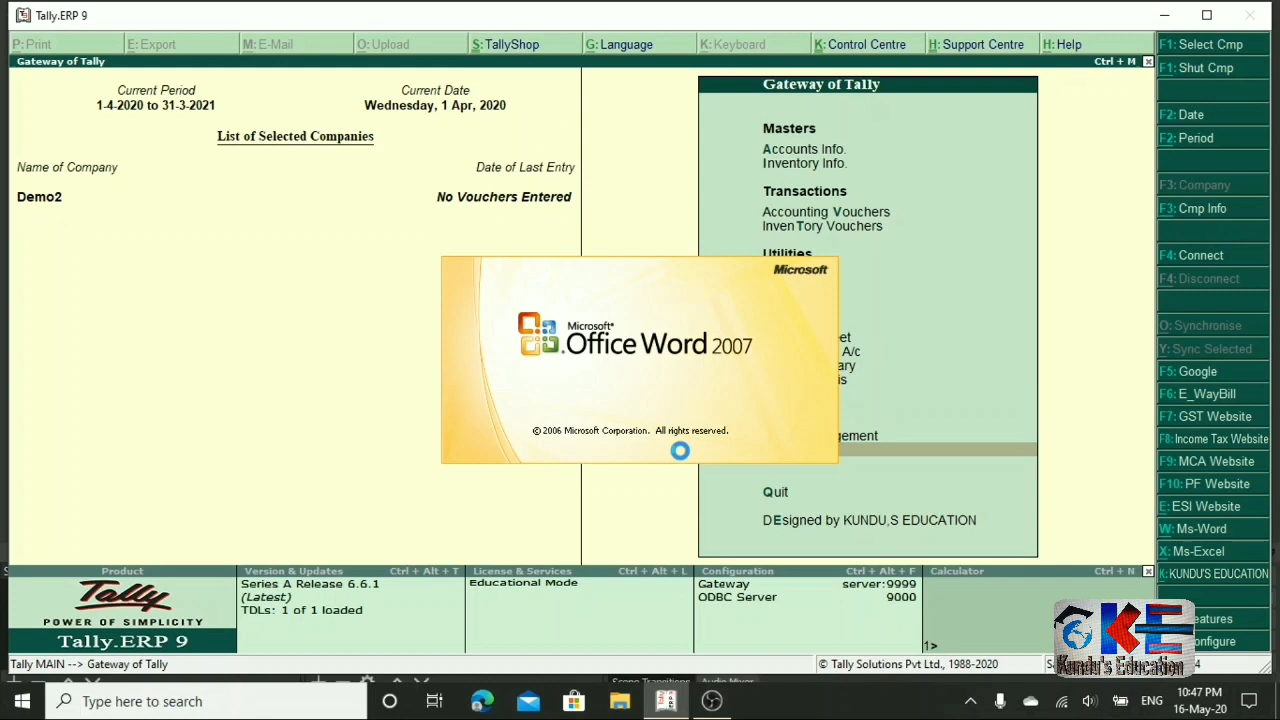 Tally.ERP 9
P: Print
E: Export
M: E-Mail
O: Upload
S: TallyShop
G: Language
K: Keyboard
K: Control Centre
H: Support Centre
H: Help
Gateway of Tally
Ctrl + M
Current Period
1-4-2020 to 31-3-2021
Current Date
Wednesday, 1 Apr, 2020
List of Selected Companies
Name of Company
Date of Last Entry
Demo2
No Vouchers Entered
Gateway of Tally
Masters
Accounts Info.
Inventory Info.
Transactions
Accounting Vouchers
InvenTory Vouchers
Utilities
et
A/c
ary
is
gement
Quit
DEsigned by KUNDU,S EDUCATION
Microsoft
Microsoft®
Office Word 2007
© 2006 Microsoft Corporation. All rights reserved.
F1: Select Cmp
F1: Shut Cmp
F2: Date
F2: Period
F3: Company
F3: Cmp Info
F4: Connect
F4: Disconnect
O: Synchronise
Y: Sync Selected
F5: Google
F6: E_WayBill
F7: GST Website
F8: Income Tax Website
F9: MCA Website
F10: PF Website
E: ESI Website
W: Ms-Word
X: Ms-Excel
K: KUNDU'S EDUCATION
eatures
onfigure
Product
Tally
POWER OF SIMPLICITY
Tally.ERP 9
Version & Updates
Ctrl + Alt + T
Series A Release 6.6.1
(Latest)
TDLs: 1 of 1 loaded
License & Services
Ctrl + Alt + L
Educational Mode
Configuration
Ctrl + Alt + F
Gateway
server:9999
ODBC Server
9000
Calculator
Ctrl + N
1>
KE
Kundu's Education
Tally MAIN --> Gateway of Tally
© Tally Solutions Pvt Ltd., 1988-2020
Scene Transitions
Audio Mixer
Type here to search
ENG
10:47 PM
16-May-20